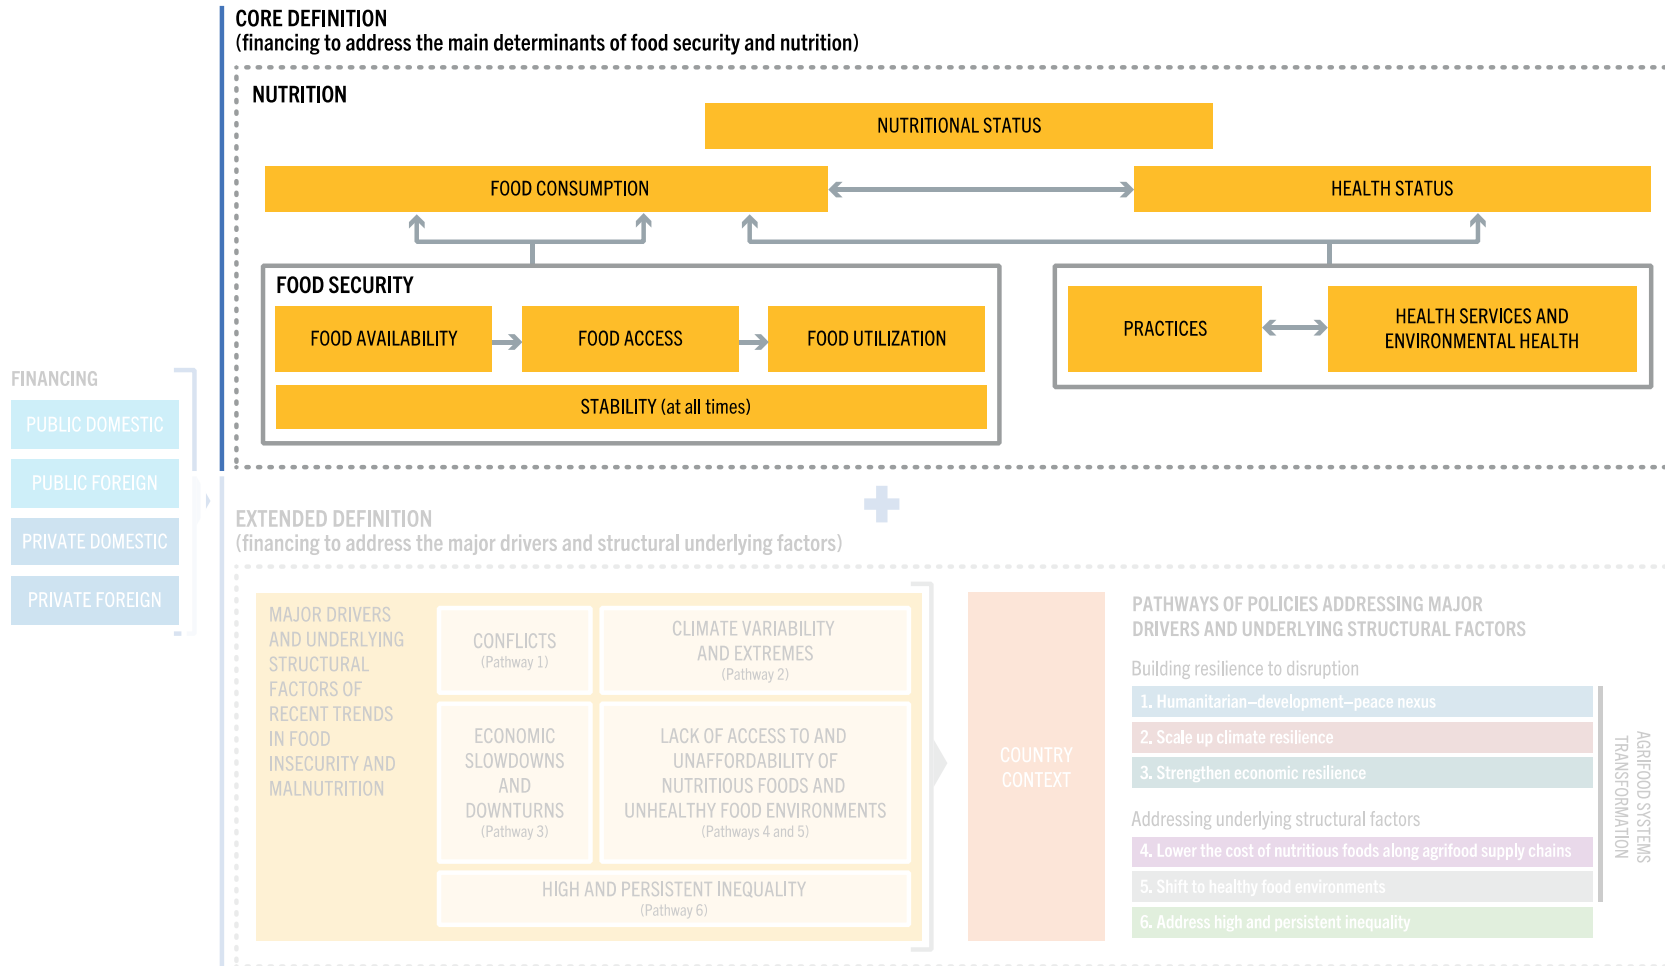 CORE DEFINITION
(financing to address the main determinants of food security and nutrition)
NUTRITION
NUTRITIONAL STATUS
FOOD CONSUMPTION
HEALTH STATUS
FOOD SECURITY
FOOD AVAILABILITY
FOOD ACCESS
FOOD UTILIZATION
STABILITY (at all times)
PRACTICES
HEALTH SERVICES AND
ENVIRONMENTAL HEALTH
FINANCING
PUBLIC DOMESTIC
PUBLIC FOREIGN
PRIVATE DOMESTIC
PRIVATE FOREIGN
EXTENDED DEFINITION
(financing to address the major drivers and structural underlying factors)
MAJOR DRIVERS
AND UNDERLYING
STRUCTURAL
FACTORS OF
RECENT TRENDS
IN FOOD
INSECURITY AND
MALNUTRITION
CONFLICTS
(Pathway 1)
CLIMATE VARIABILITY
AND EXTREMES
(Pathway 2)
ECONOMIC
SLOWDOWNS
AND
DOWNTURNS
(Pathway 3)
LACK OF ACCESS TO AND
UNAFFORDABILITY OF
NUTRITIOUS FOODS AND
UNHEALTHY FOOD ENVIRONMENTS
(Pathways 4 and 5)
HIGH AND PERSISTENT INEQUALITY
(Pathway 6)
COUNTRY
CONTEXT
PATHWAYS OF POLICIES ADDRESSING MAJOR
DRIVERS AND UNDERLYING STRUCTURAL FACTORS
Building resilience to disruption
1. Humanitarian–development–peace nexus
2. Scale up climate resilience
3. Strengthen economic resilience
Addressing underlying structural factors
4. Lower the cost of nutritious foods along agrifood supply chains
5. Shift to healthy food environments
6. Address high and persistent inequality
AGRIFOOD SYSTEMS
TRANSFORMATION